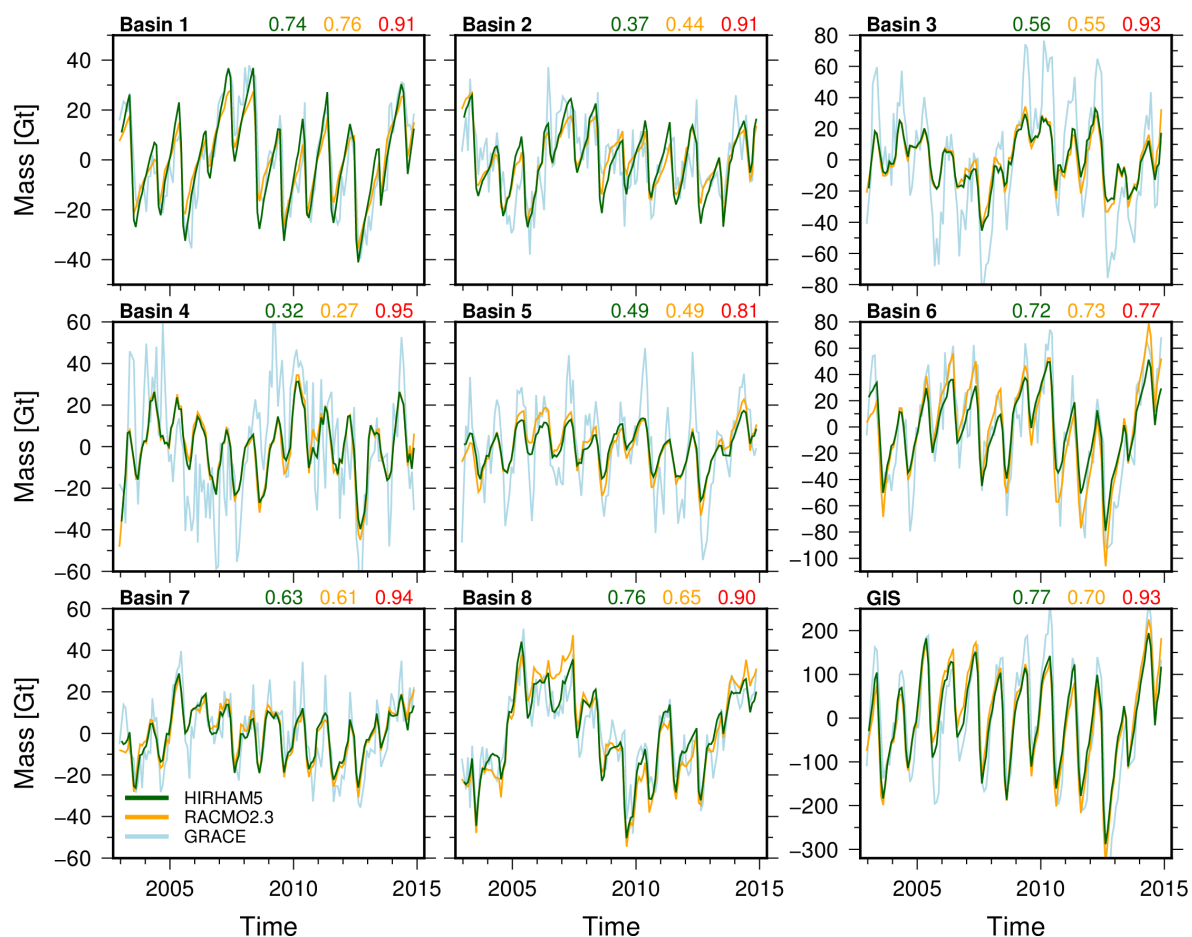 Basin 1 0.74 0.76 0.91
Basin 2 0.37 0.44 0.91
Basin 3 0.56 0.55 0.93
Mass [Gt]
40
20
0
−20
−40
80
60
40
20
0
−20
−40
−60
−80
Basin 4 0.32 0.27 0.95
Basin 5 0.49 0.49 0.81
Basin 6 0.72 0.73 0.77
Mass [Gt]
60
40
20
0
−20
−40
−60
80
60
40
20
0
−20
−40
−60
−80
−100
Basin 7 0.63 0.61 0.94
Basin 8 0.76 0.65 0.90
GIS 0.77 0.70 0.93
Mass [Gt]
60
40
20
0
−20
−40
−60
200
100
0
−100
−200
−300
HIRHAM5
RACMO2.3
GRACE
2005 2010 2015
2005 2010 2015
2005 2010 2015
Time
Time
Time